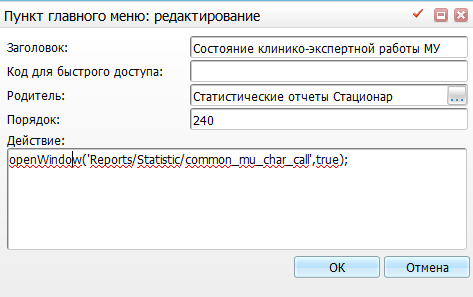 Пункт главного меню: редактирование
Заголовок: Состояние клинико-экспертной работы МУ
Код для быстрого доступа:
Родитель: Статистические отчеты Стационар ...
Порядок: 240
Действие:
openWindow('Reports/Statistic/common_mu_char_call',true);
OK Отмена